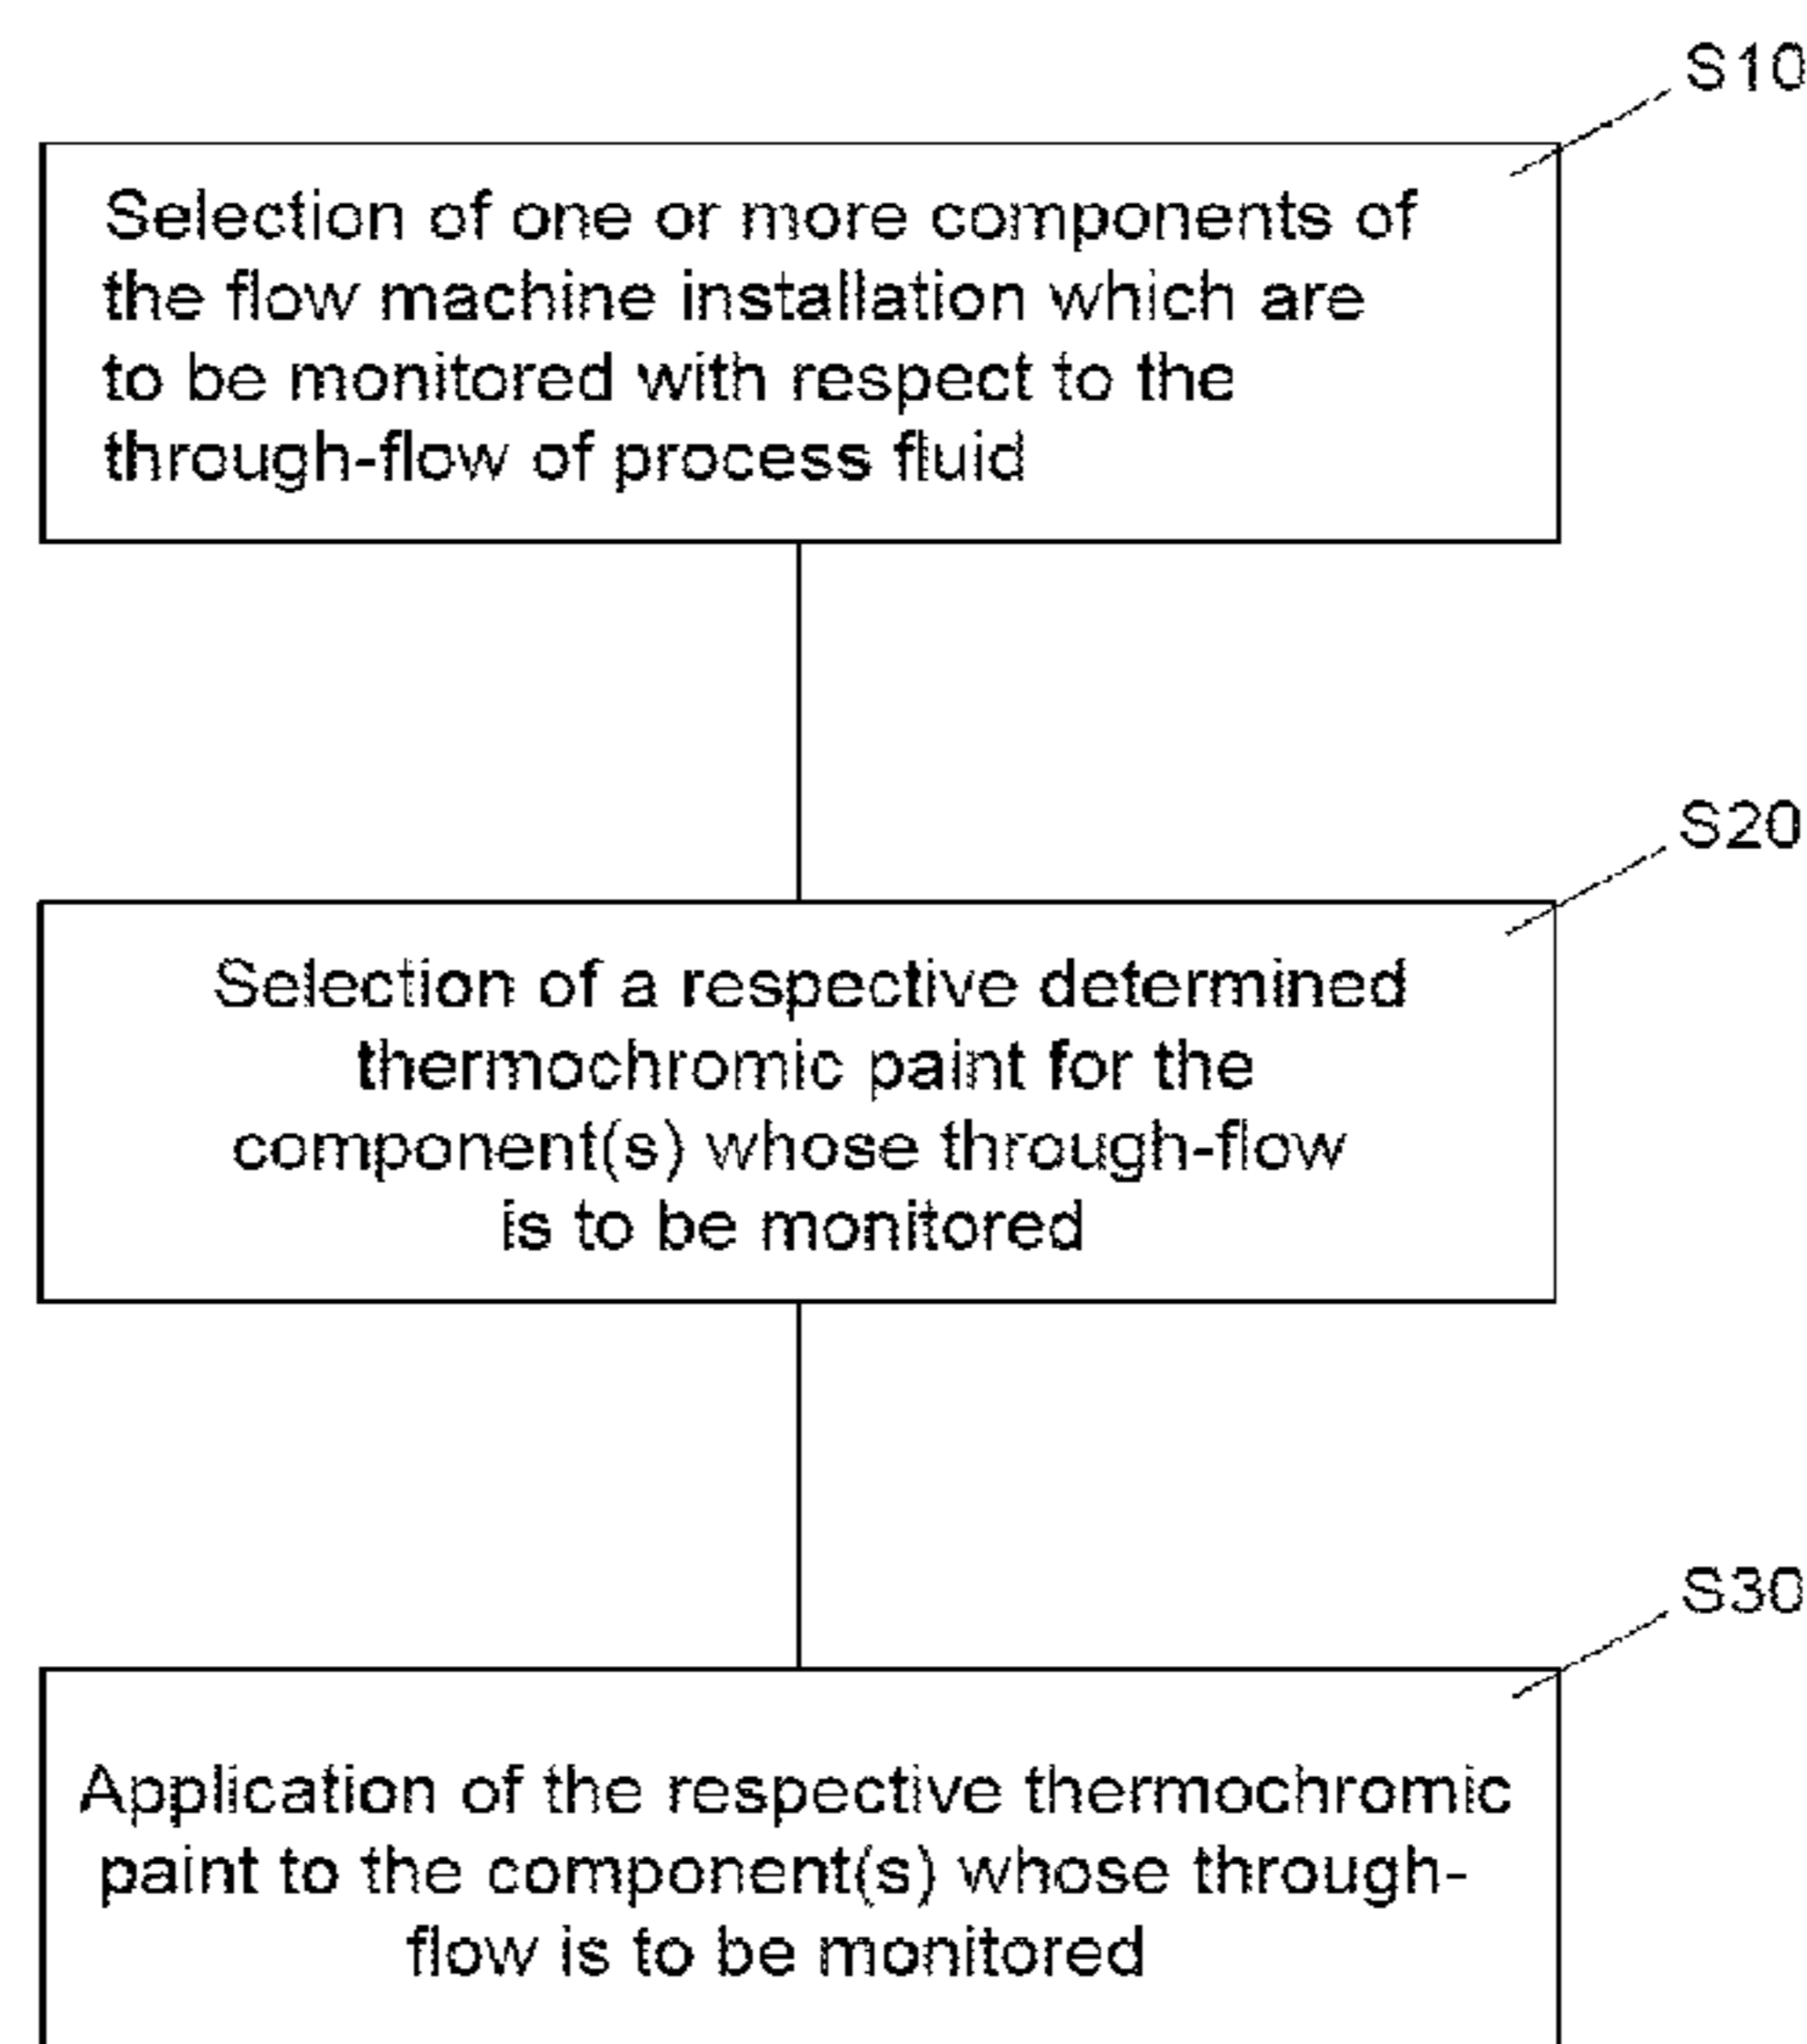 S10
Selection of one or more components of
the flow machine installation which are
to be monitored with respect to the
through-flow of process fluid
S20
Selection of a respective determined
thermochromic paint for the
component(s) whose through-flow
is to be monitored
S30
Application of the respective thermochromic
paint to the component(s) whose through-
flow is to be monitored